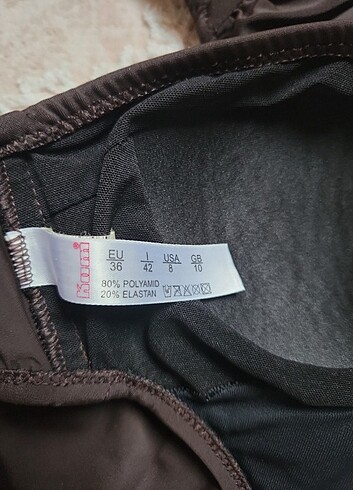 EU I USA GB
36 42 8 10
80% POLYAMID
20% ELASTAN